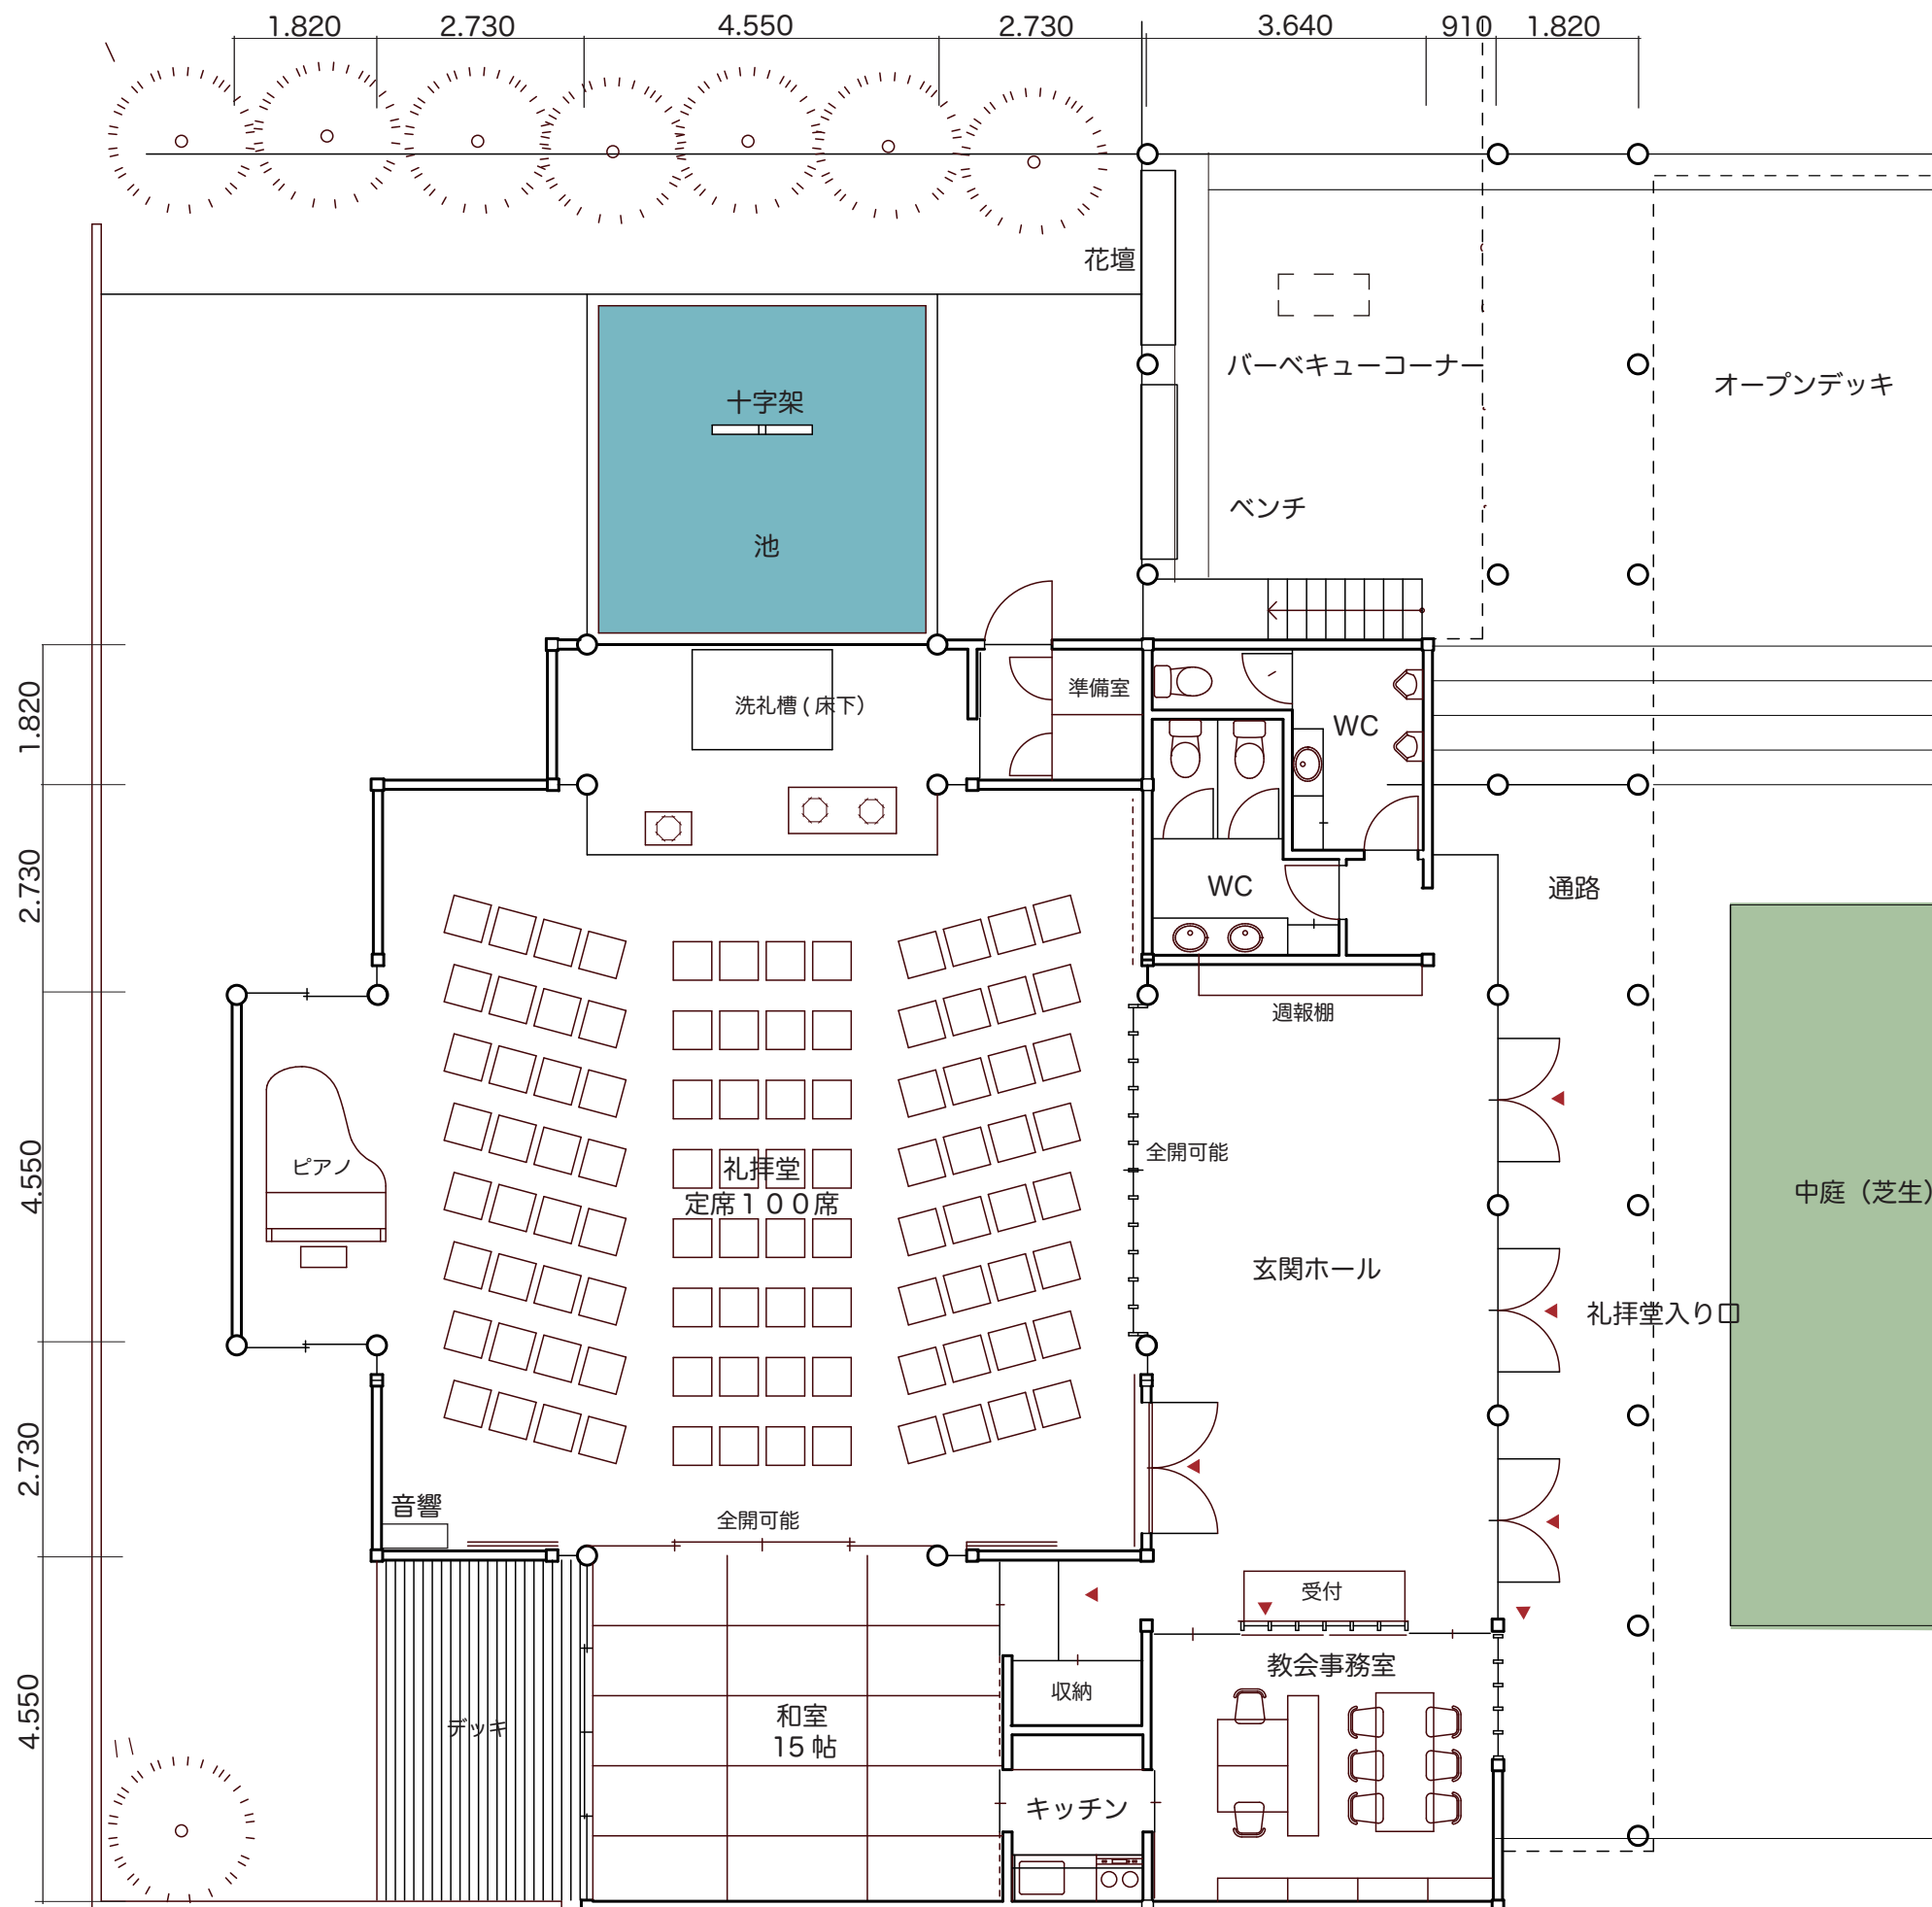 1.820
2.730
4.550
2.730
3.640
910
1.820
花壇
バーベキューコーナー
オープンデッキ
十字架
ベンチ
池
1.820
準備室
洗礼槽(床下)
WC
2.730
WC
通路
週報棚
4.550
ピアノ
全開可能
礼拝堂
定席１００席
中庭（芝生）
玄関ホール
礼拝堂入り口
2.730
音響
全開可能
受付
教会事務室
4.550
収納
デッキ
和室
15帖
キッチン